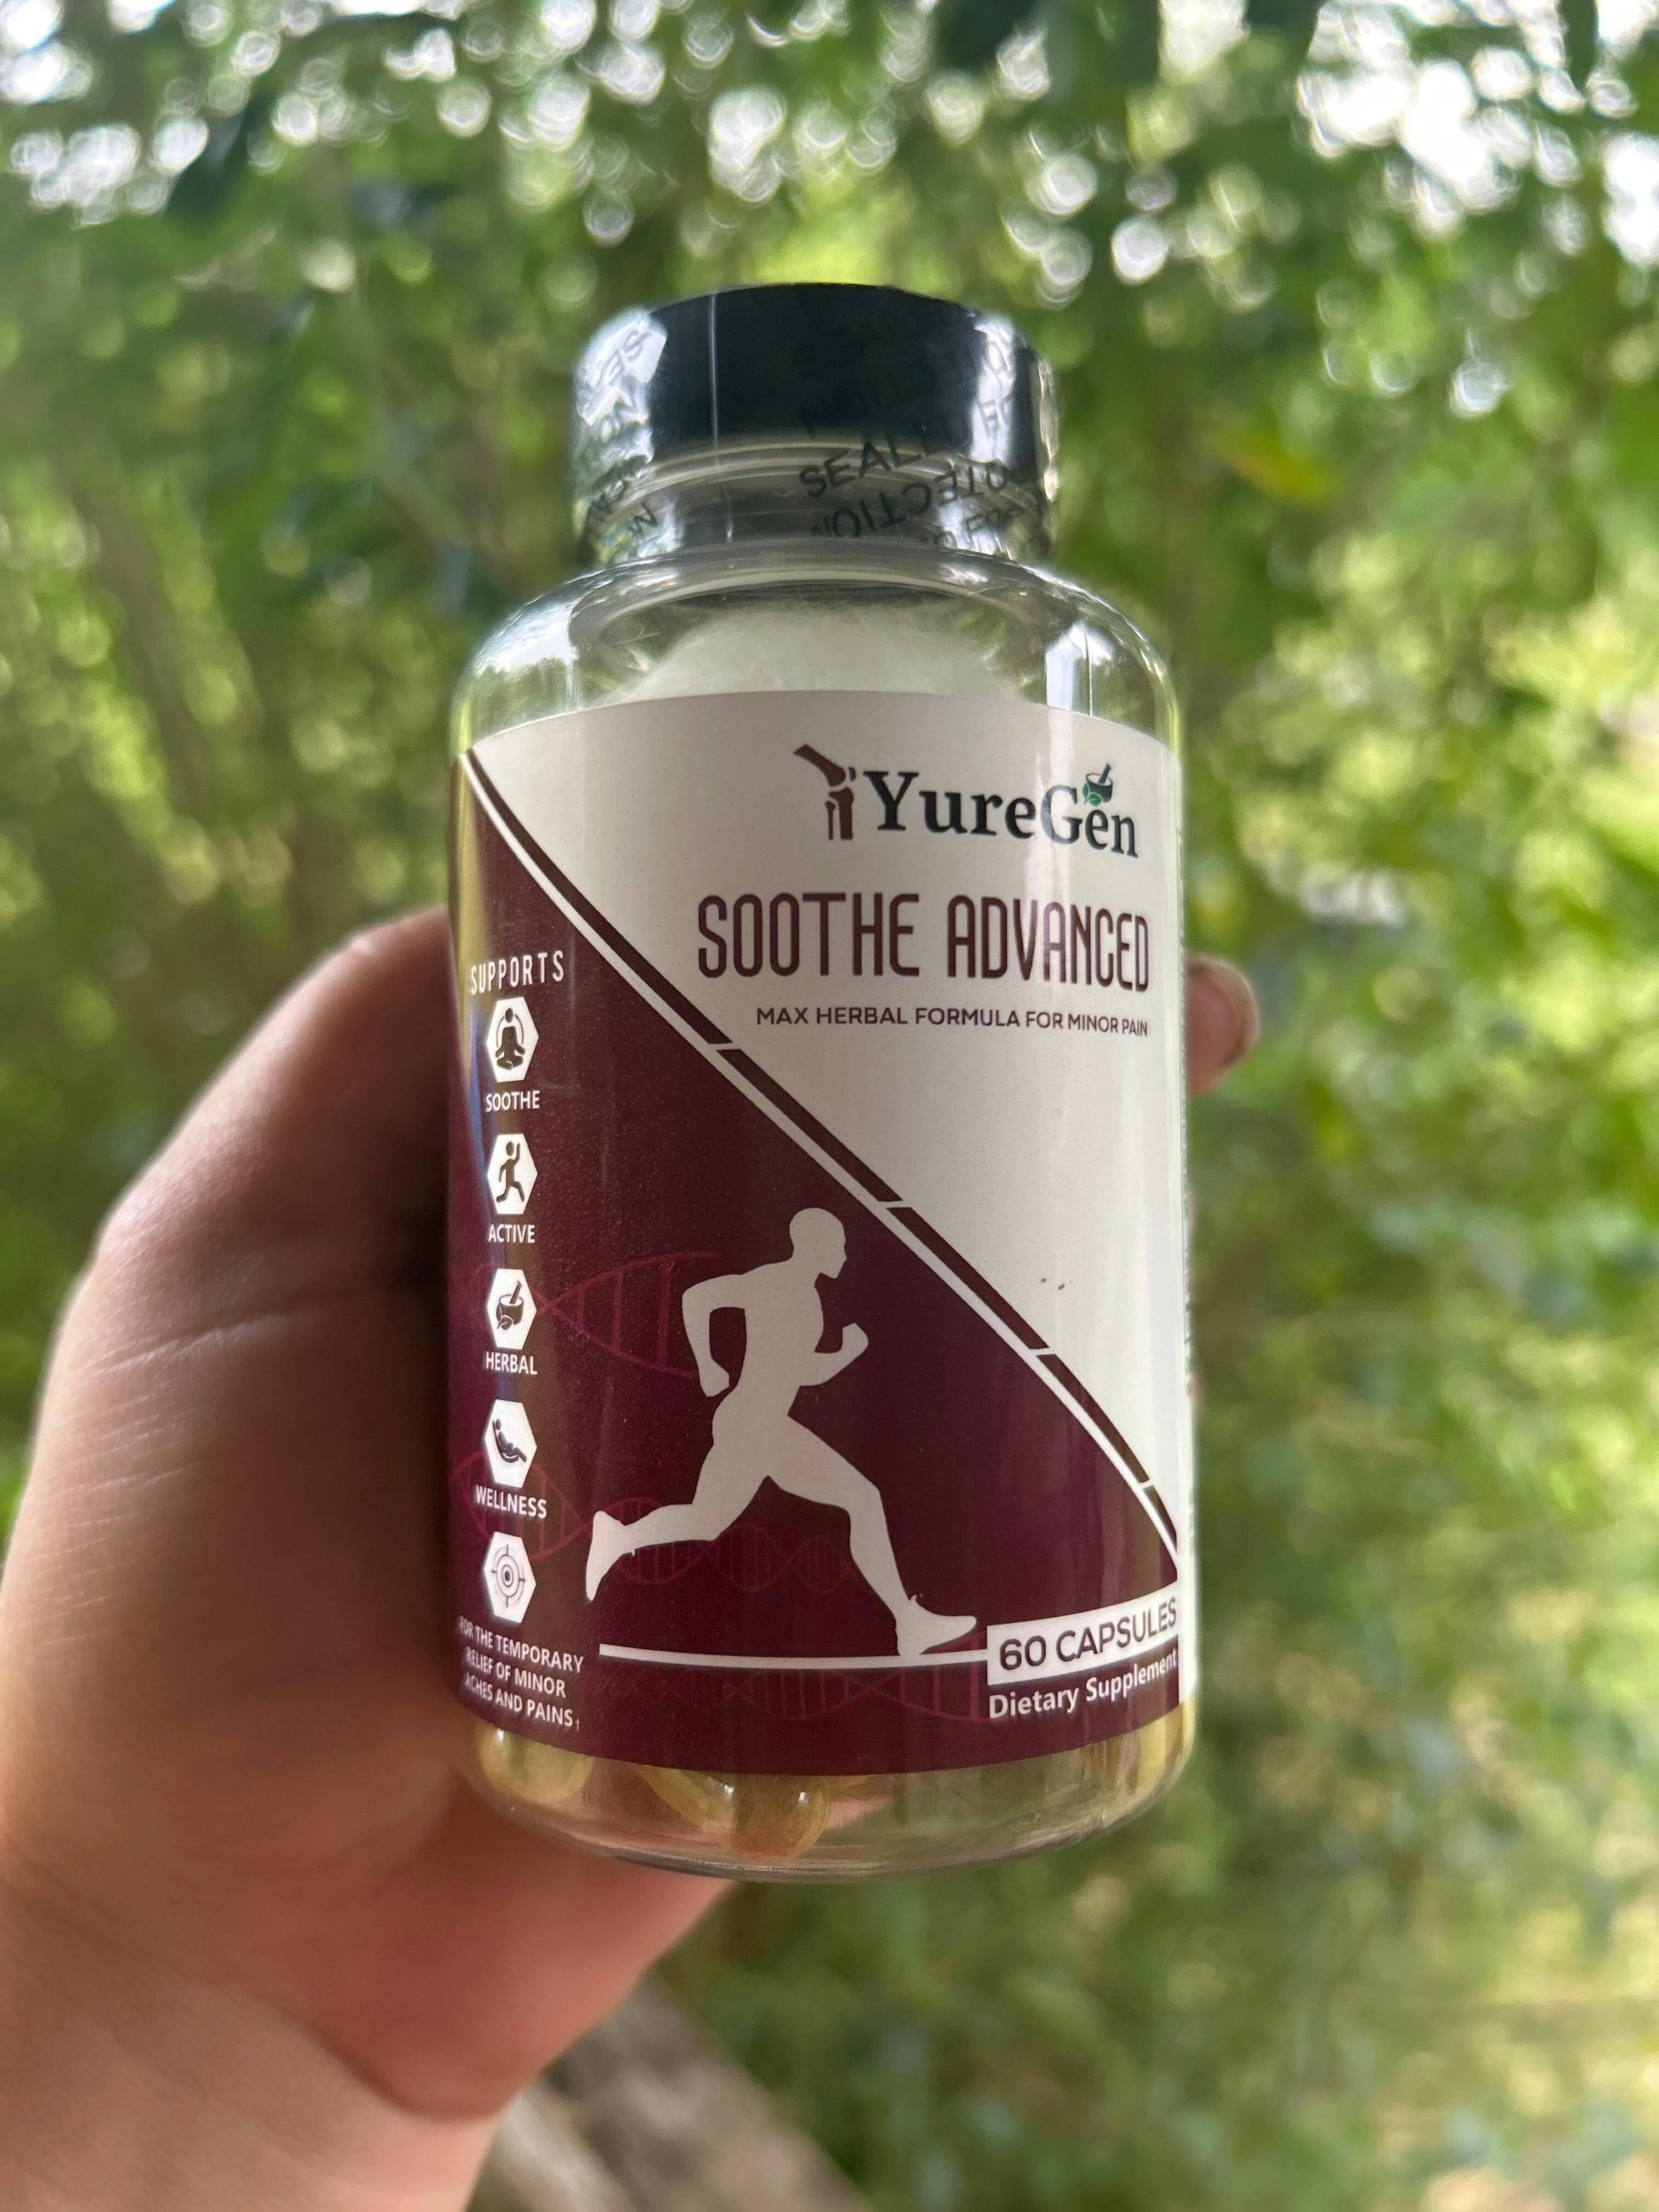 SEAL
YureGen
SOOTHE ADVANCED
MAX HERBAL FORMULA FOR MINOR PAIN
SUPPORTS
SOOTHE
ACTIVE
HERBAL
WELLNESS
FOR THE TEMPORARY
RELIEF OF MINOR
ACHES AND PAINS†
60 CAPSULES
Dietary Supplement